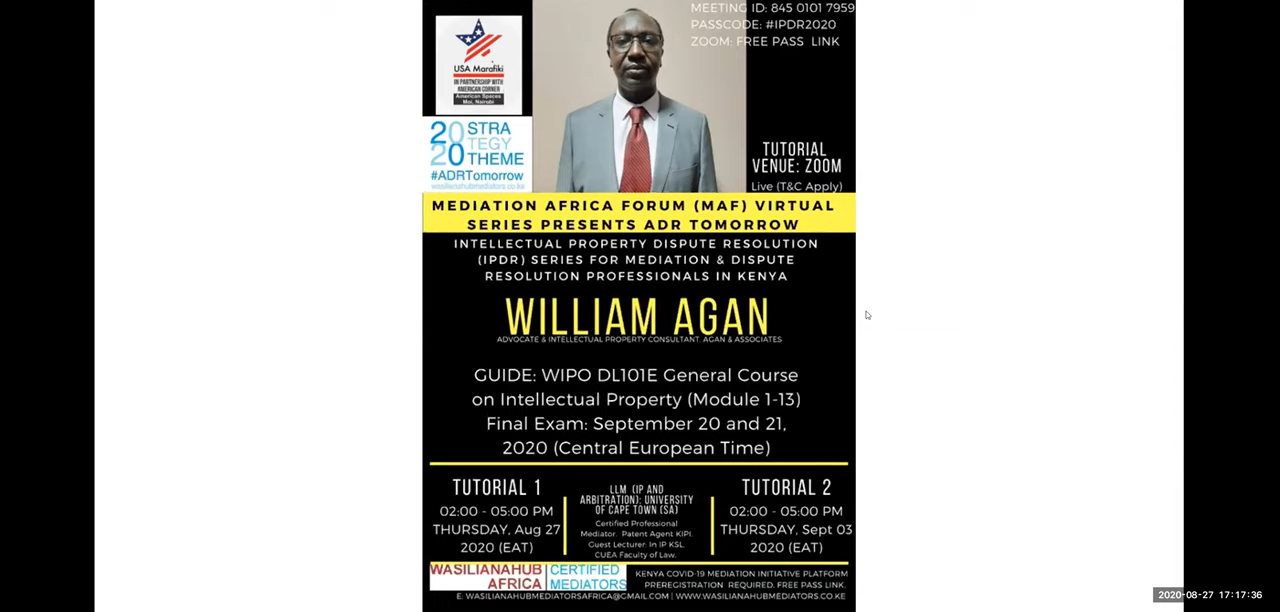 MEETING ID: 845 0101 7959
PASSCODE: #IPDR2020
ZOOM: FREE PASS LINK
USA Marafiki
IN PARTNERSHIP WITH
AMERICAN CORNER
American Spaces
Moi, Nairobi
2020 STRA
TEGY
THEME
#ADRTomorrow
wasilianahubmediators.co.ke
TUTORIAL
VENUE: ZOOM
Live (T&C Apply)
MEDIATION AFRICA FORUM (MAF) VIRTUAL
SERIES PRESENTS ADR TOMORROW
INTELLECTUAL PROPERTY DISPUTE RESOLUTION
(IPDR) SERIES FOR MEDIATION & DISPUTE
RESOLUTION PROFESSIONALS IN KENYA
WILLIAM AGAN
ADVOCATE & INTELLECTUAL PROPERTY CONSULTANT. AGAN & ASSOCIATES
GUIDE: WIPO DL101E General Course
on Intellectual Property (Module 1-13)
Final Exam: September 20 and 21,
2020 (Central European Time)
TUTORIAL 1
02:00 - 05:00 PM
THURSDAY, Aug 27
2020 (EAT)
LLM (IP AND
ARBITRATION): UNIVERSITY
OF CAPE TOWN (SA)
Certified Professional
Mediator. Patent Agent KIPI.
Guest Lecturer: In IP KSL.
CUEA Faculty of Law.
TUTORIAL 2
02:00 - 05:00 PM
THURSDAY, Sept 03
2020 (EAT)
WASILIANAHUB
AFRICA
CERTIFIED
MEDIATORS
KENYA COVID-19 MEDIATION INITIATIVE PLATFORM
PREREGISTRATION REQUIRED. FREE PASS LINK.
E: WASILIANAHUBMEDIATORSAFRICA@GMAIL.COM | WWW.WASILIANAHUBMEDIATORS.CO.KE
2020-08-27 17:17:36